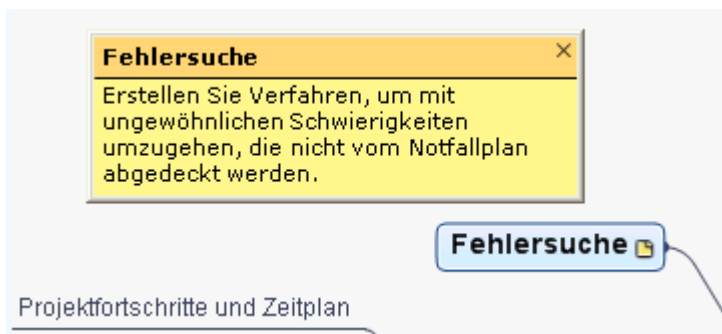 Fehlersuche
Erstellen Sie Verfahren, um mit
ungewöhnlichen Schwierigkeiten
umzugehen, die nicht vom Notfallplan
abgedeckt werden.
Fehlersuche
Projektfortschritte und Zeitplan